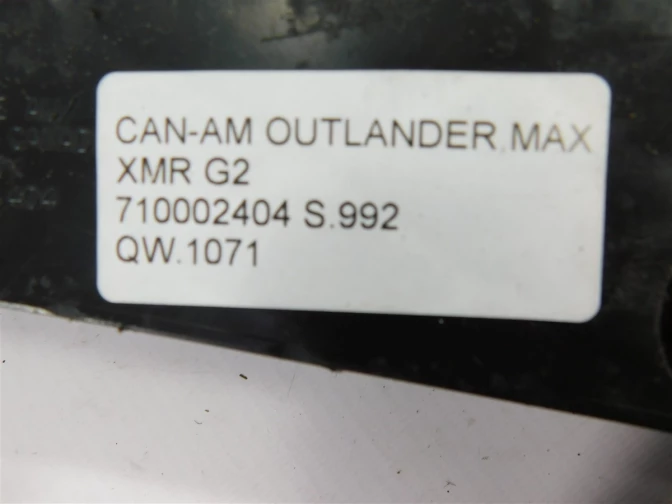 CAN-AM OUTLANDER MAX
XMR G2
710002404 S.992
QW.1071